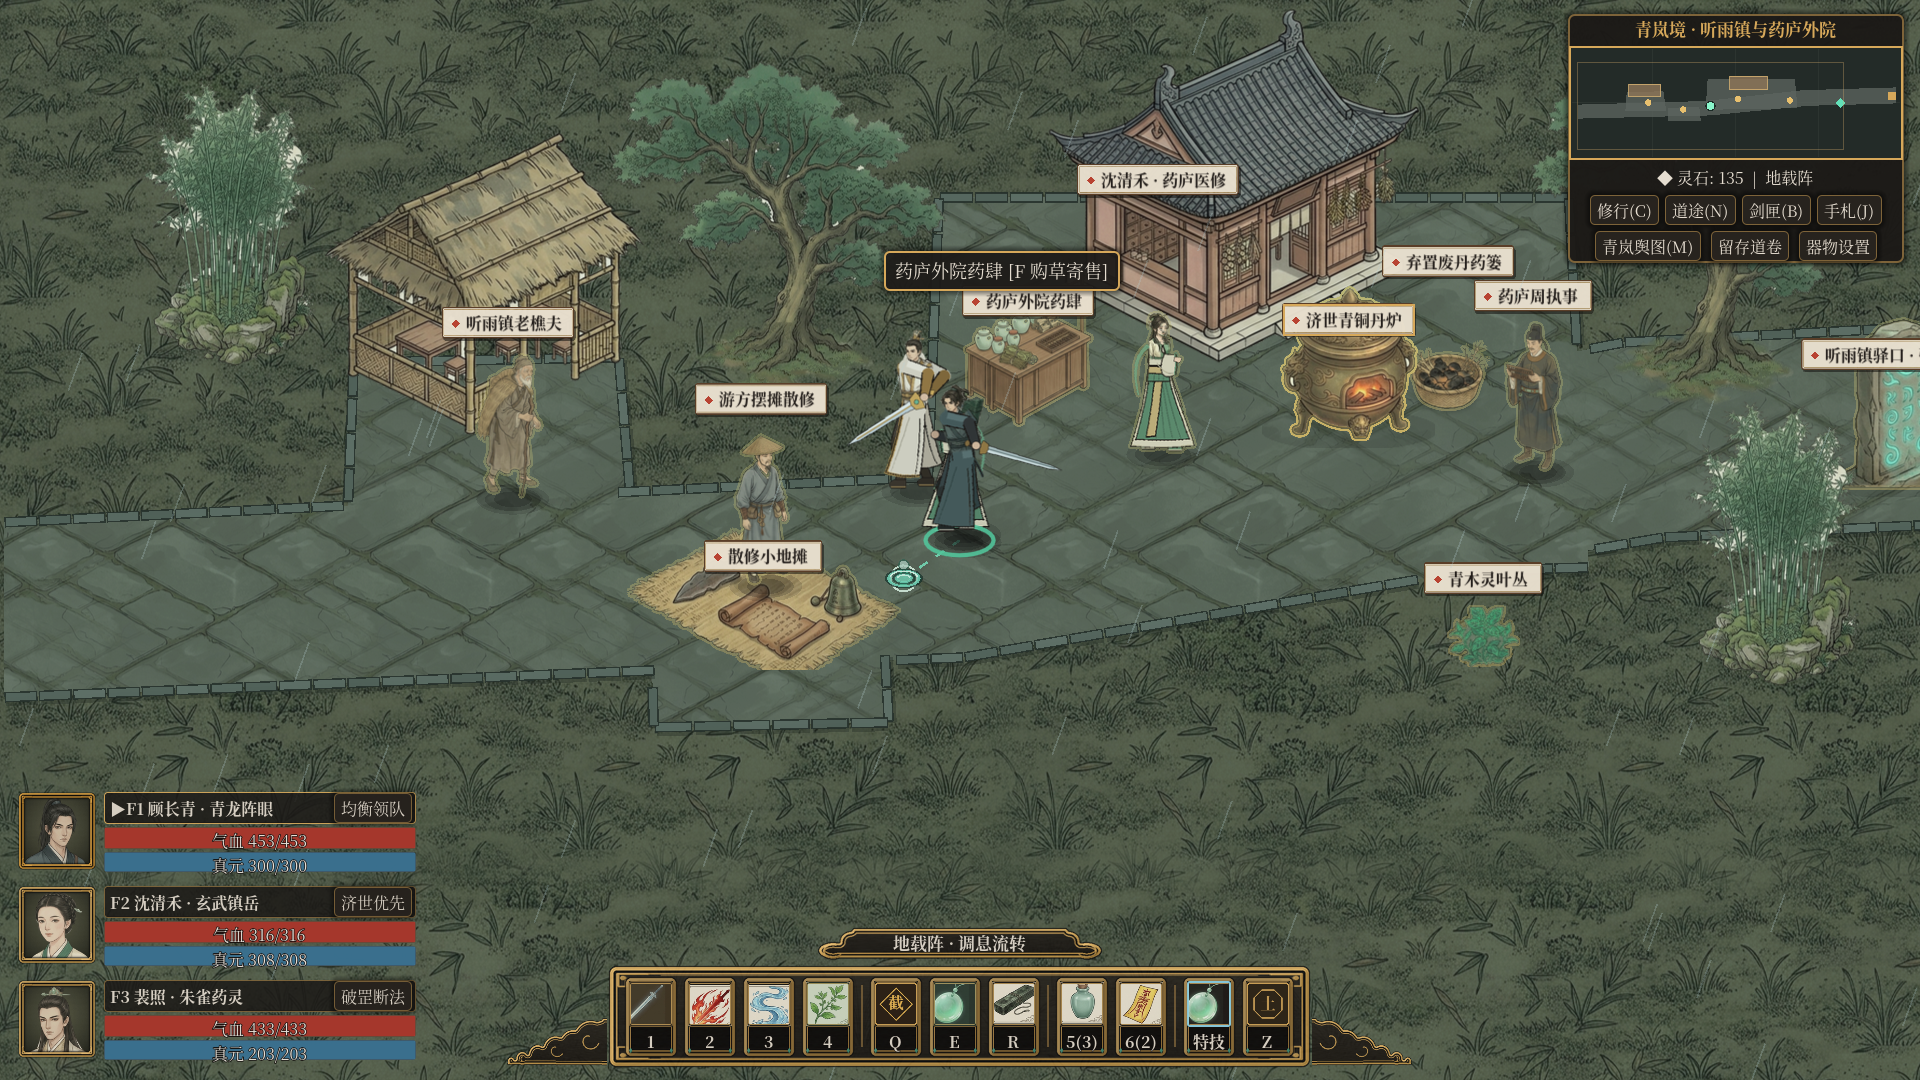 青岚境 · 听雨镇与药庐外院
◆ 灵石: 135 | 地载阵
修行(C) 道途(N) 剑匣(B) 手札(J)
青岚舆图(M) 留存道卷 器物设置
沈清禾 · 药庐医修
药庐外院药肆 [F 购草寄售]
药庐外院药肆
弃置废丹药篓
药庐周执事
济世青铜丹炉
听雨镇老樵夫
听雨镇驿口 ·
游方摆摊散修
散修小地摊
青木灵叶丛
▶F1 顾长青 · 青龙阵眼 均衡领队
气血 453/453
真元 300/300
F2 沈清禾 · 玄武镇岳 济世优先
气血 316/316
真元 308/308
F3 裴照 · 朱雀药灵 破罡断法
气血 433/433
真元 203/203
地载阵 · 调息流转
截 上
1 2 3 4 Q E R 5(3) 6(2) 特技 Z